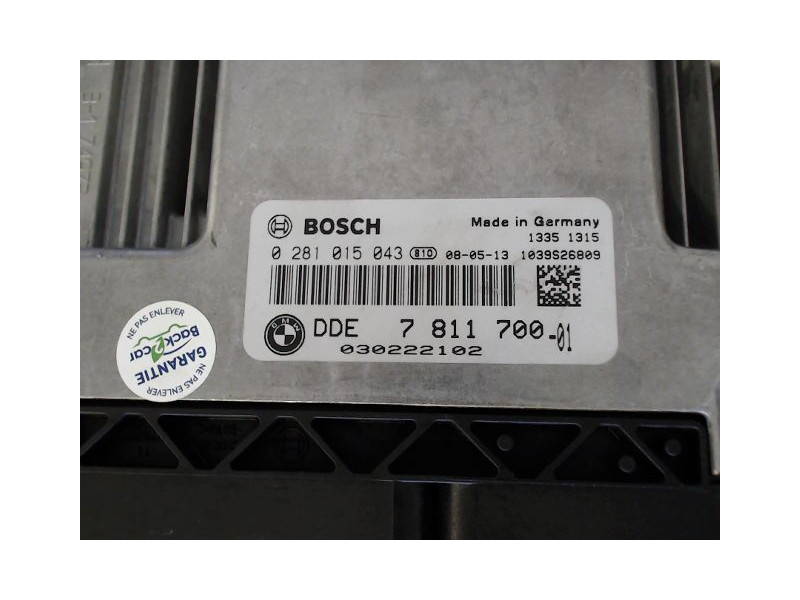 BOSCH
Made in Germany
1335 1315
0 281 015 043 810 08-05-13 1039S26809
BMW
DDE 7 811 700-01
030222102
NE PAS ENLEVER
Back2car
GARANTIE
NE PAS ENLEVER